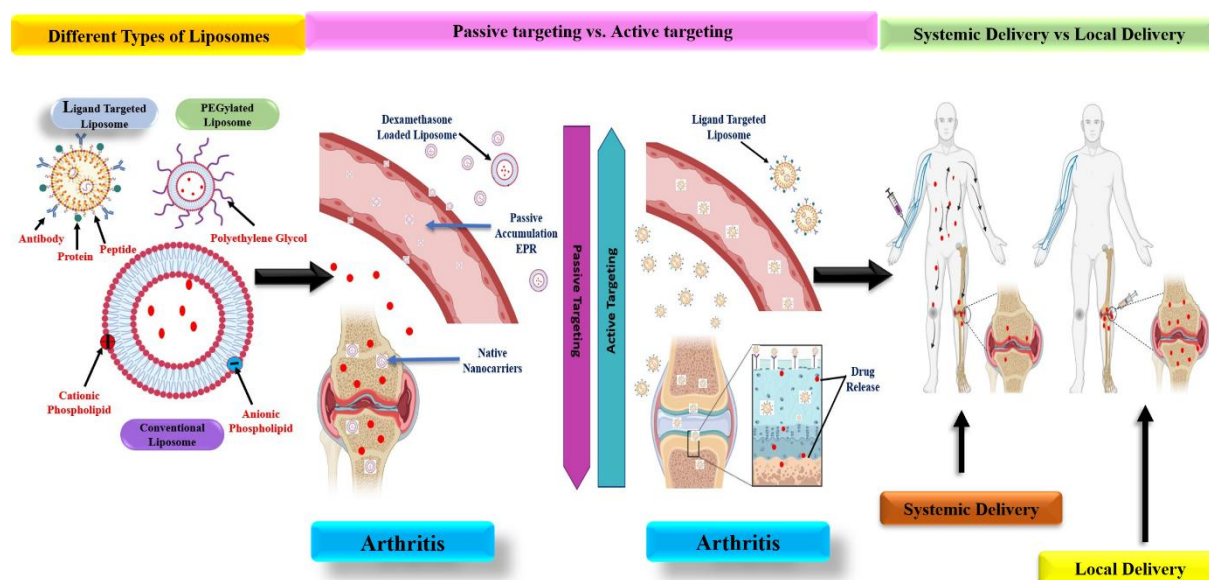 Different Types of Liposomes
Passive targeting vs. Active targeting
Systemic Delivery vs Local Delivery
Ligand Targeted
Liposome
PEGylated
Liposome
Antibody
Protein
Peptide
Polyethylene Glycol
Cationic
Phospholipid
Anionic
Phospholipid
Conventional
Liposome
Dexamethasone
Loaded Liposome
Passive
Accumulation
EPR
Native
Nanocarriers
Arthritis
Passive Targeting
Active Targeting
Ligand Targeted
Liposome
Drug
Release
Arthritis
Systemic Delivery
Local Delivery